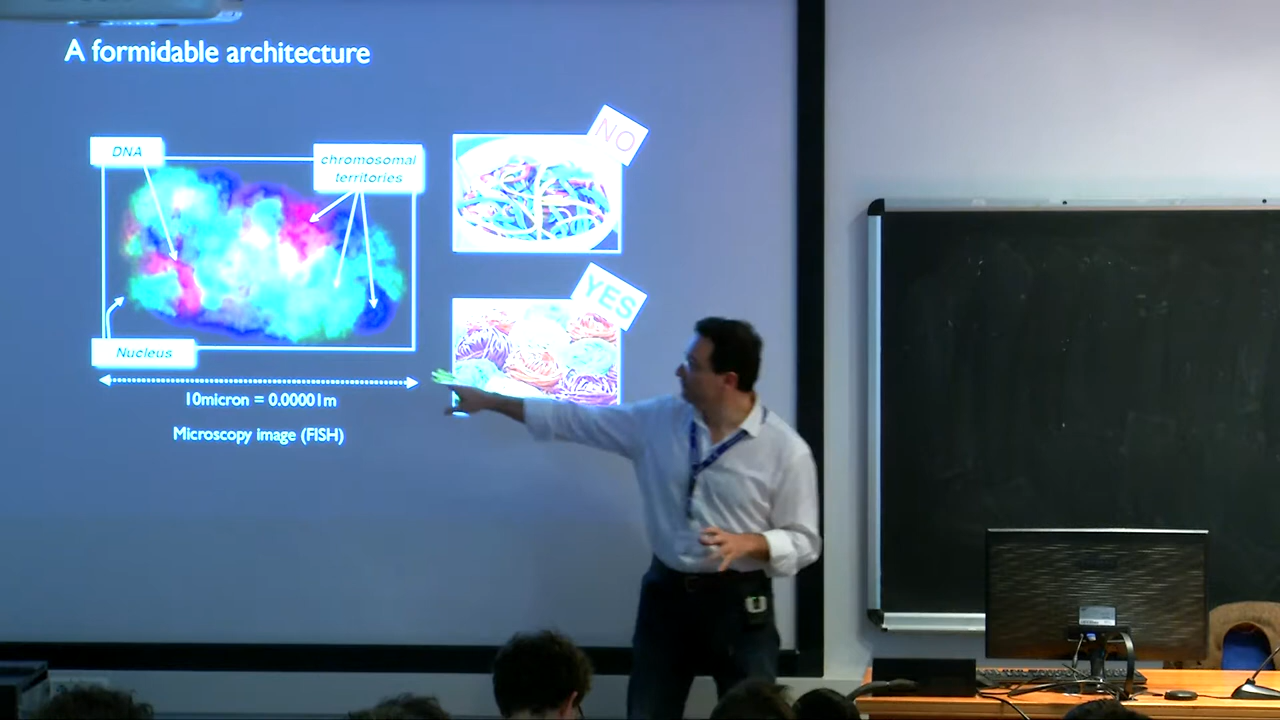 A formidable architecture
DNA
chromosomal
territories
NO
YES
Nucleus
10micron = 0.00001m
Microscopy image (FISH)